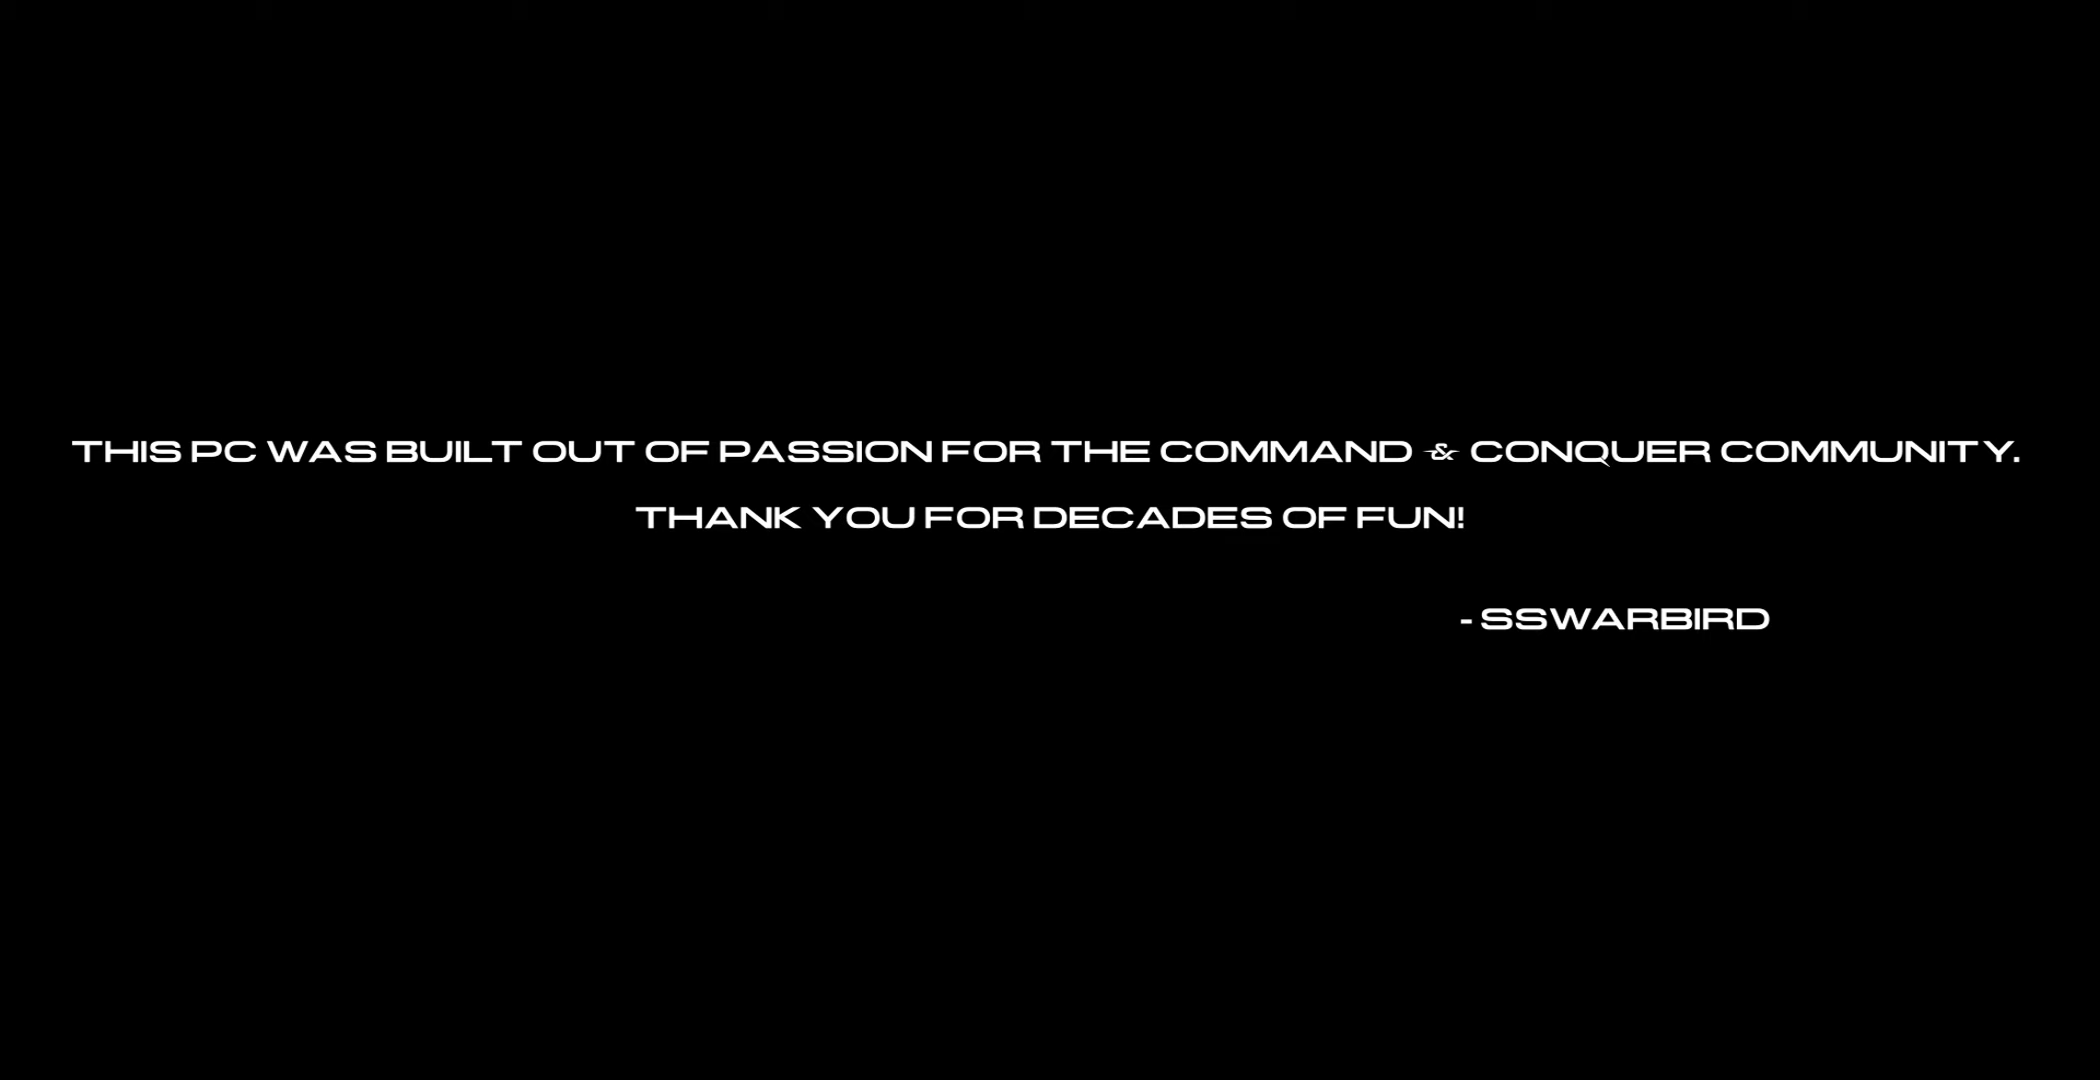 THIS PC WAS BUILT OUT OF PASSION FOR THE COMMAND & CONQUER COMMUNITY.
THANK YOU FOR DECADES OF FUN!
- SSWARBIRD